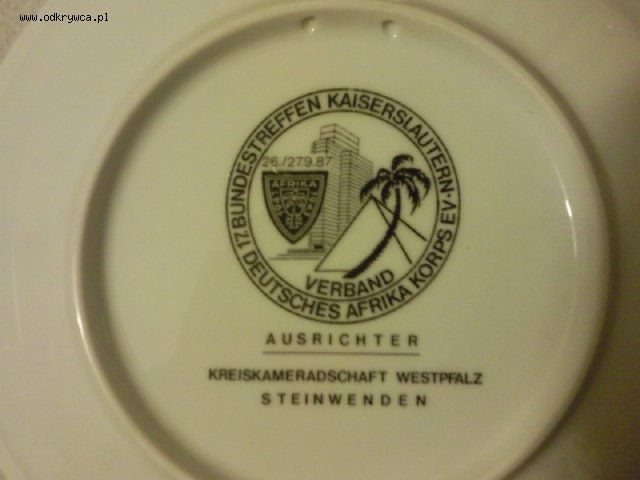 www.odkrywca.pl
17. BUNDESTREFFEN KAISERSLAUTERN
26./27.9.87
AFRIKA
VERBAND
DEUTSCHES AFRIKA KORPS E.V.
AUSRICHTER
KREISKAMERADSCHAFT WESTPFALZ
STEINWENDEN